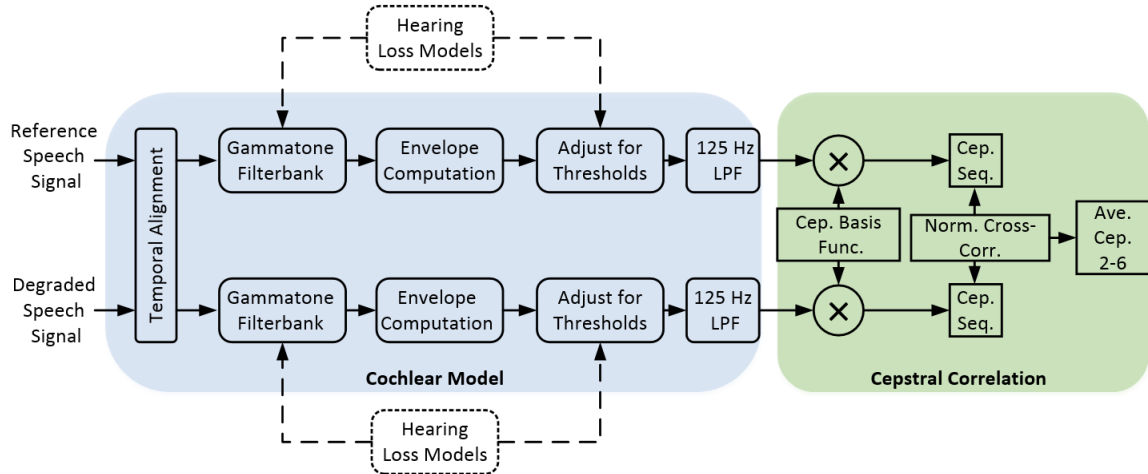 Hearing
Loss Models
Reference
Speech
Signal
Temporal Alignment
Gammatone
Filterbank
Envelope
Computation
Adjust for
Thresholds
125 Hz
LPF
Cep.
Seq.
Cep. Basis
Func.
Norm. Cross-
Corr.
Ave.
Cep.
2-6
Degraded
Speech
Signal
Gammatone
Filterbank
Envelope
Computation
Adjust for
Thresholds
125 Hz
LPF
Cep.
Seq.
Cochlear Model
Cepstral Correlation
Hearing
Loss Models